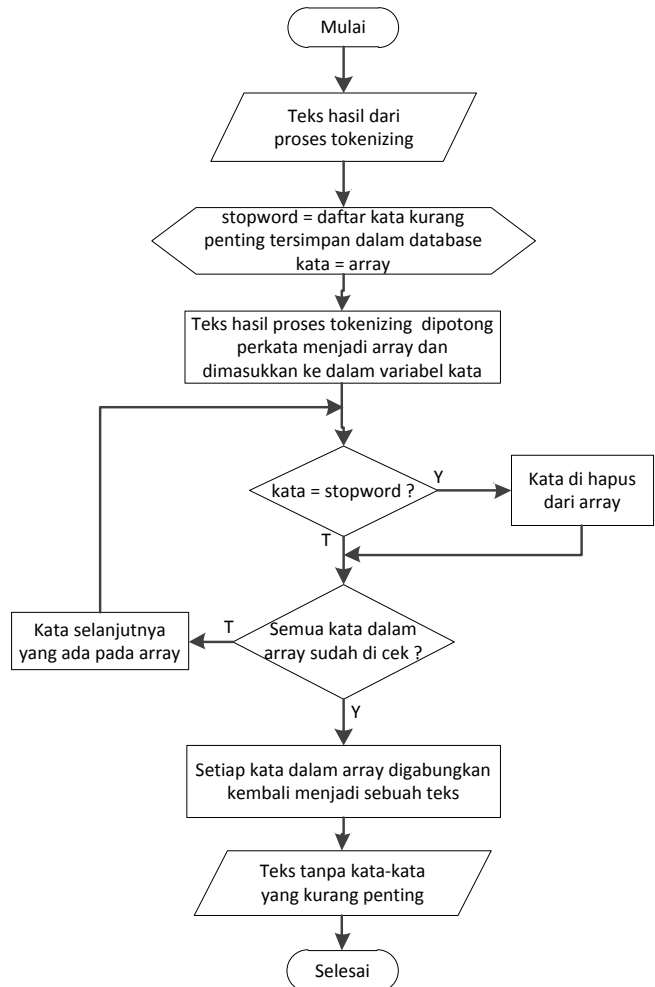 Mulai
Teks hasil dari
proses tokenizing
stopword = daftar kata kurang
penting tersimpan dalam database
kata = array
Teks hasil proses tokenizing dipotong
perkata menjadi array dan
dimasukkan ke dalam variabel kata
kata = stopword ?
Y
Kata di hapus
dari array
T
Semua kata dalam
array sudah di cek ?
T
Kata selanjutnya
yang ada pada array
Y
Setiap kata dalam array digabungkan
kembali menjadi sebuah teks
Teks tanpa kata-kata
yang kurang penting
Selesai